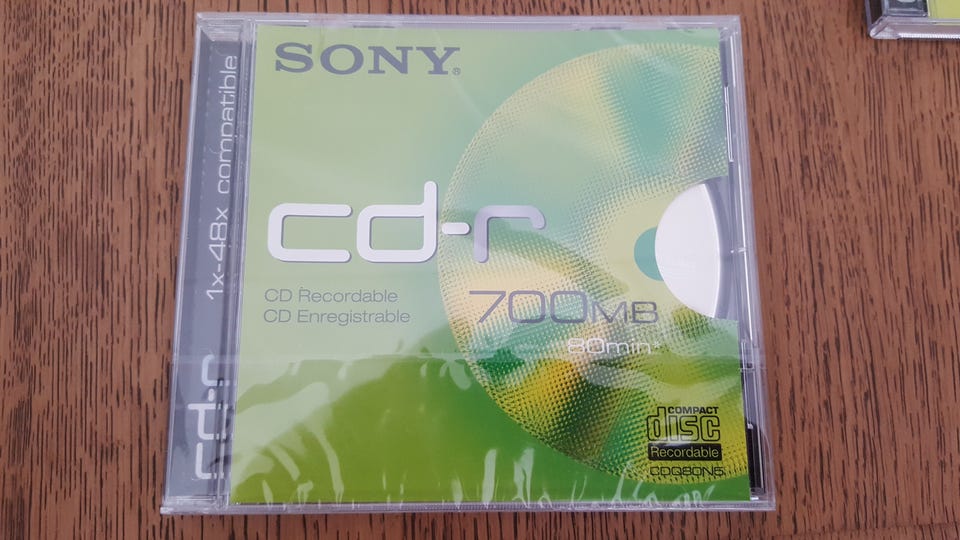 SONY®
1x-48x compatible
cd-r
cd-r
CD Recordable
CD Enregistrable
700MB
80min*
COMPACT
disc
Recordable
CDQ80N5